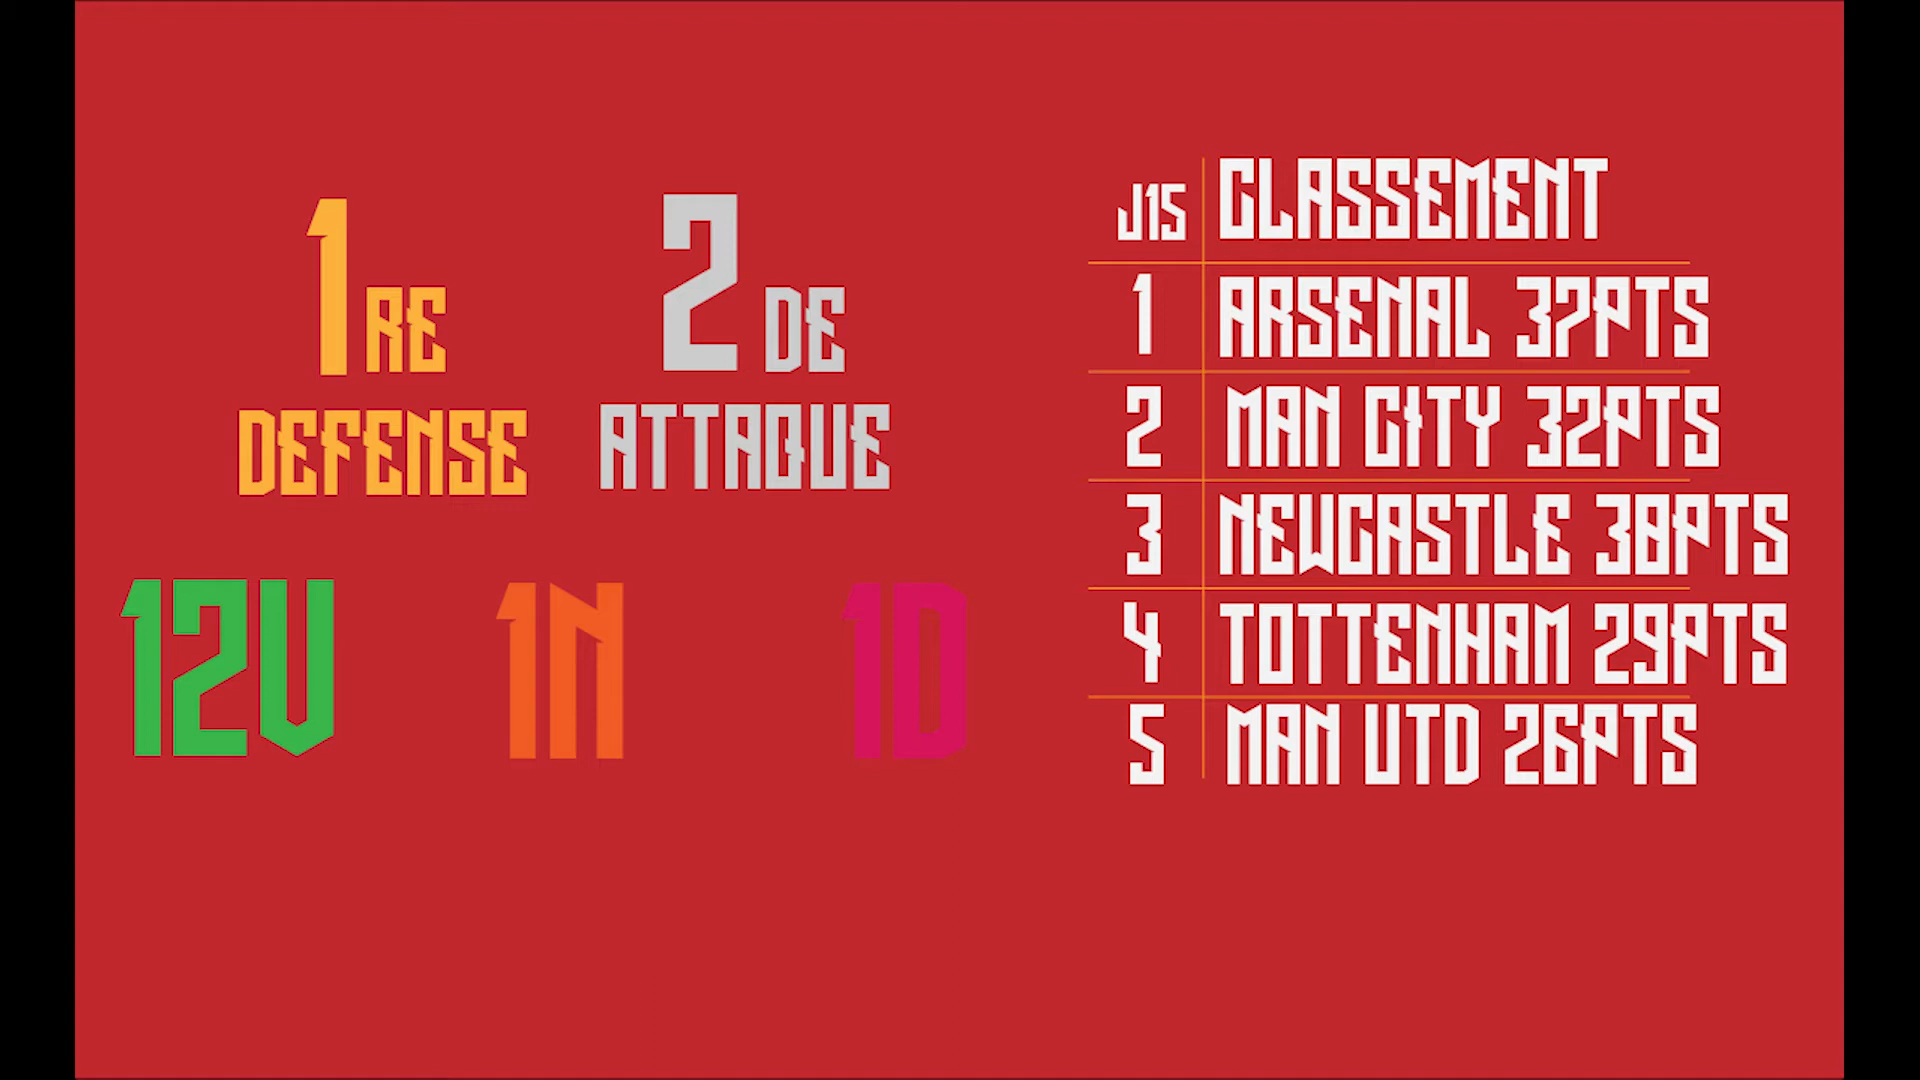 1RE
DEFENSE
2DE
ATTAQUE
12V
1N
1D
J15 CLASSEMENT
1 ARSENAL 37PTS
2 MAN CITY 32PTS
3 NEWCASTLE 30PTS
4 TOTTENHAM 29PTS
5 MAN UTD 26PTS